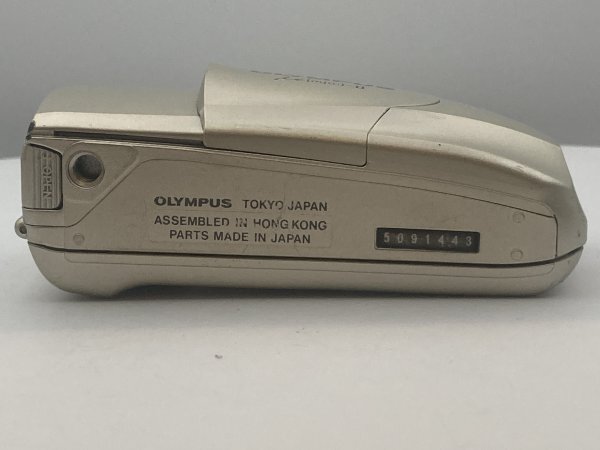 OLYMPUS TOKYO JAPAN
ASSEMBLED IN HONG KONG
PARTS MADE IN JAPAN
5091443
OPEN